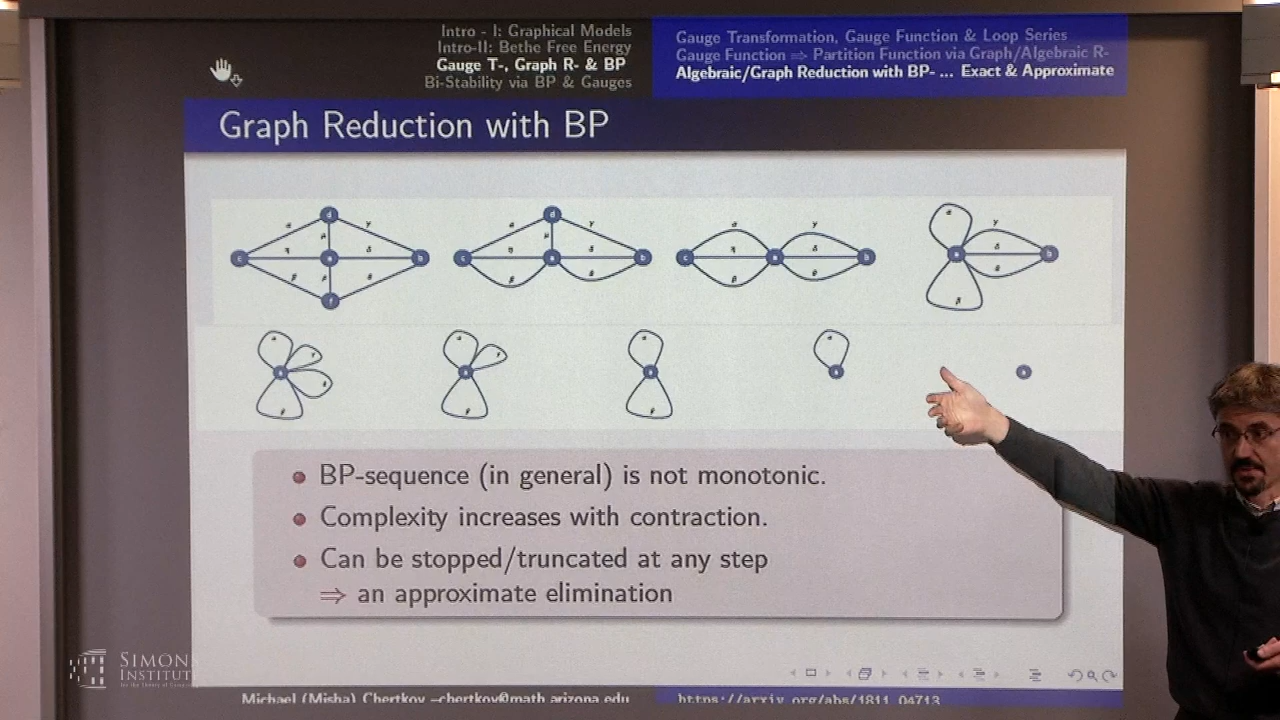 Intro - I: Graphical Models
Intro-II: Bethe Free Energy
Gauge T-, Graph R- & BP
Bi-Stability via BP & Gauges
Gauge Transformation, Gauge Function & Loop Series
Gauge Function ⇒ Partition Function via Graph/Algebraic R-
Algebraic/Graph Reduction with BP- ... Exact & Approximate
Graph Reduction with BP
BP-sequence (in general) is not monotonic.
Complexity increases with contraction.
Can be stopped/truncated at any step
⇒ an approximate elimination
SIMONS
INSTITUTE
Michael (Misha) Chertkov –chertkov@math.arizona.edu
https://arxiv.org/abs/1811.04713